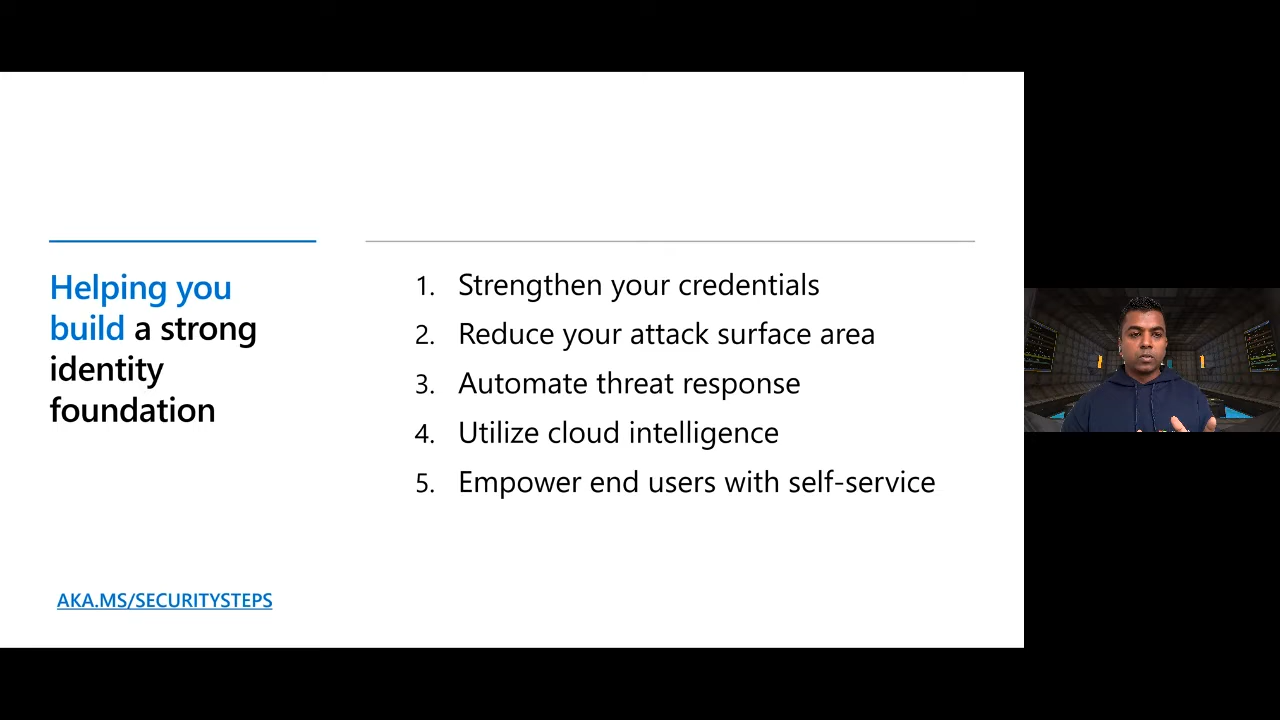 Helping you
build a strong
identity
foundation
1. Strengthen your credentials
2. Reduce your attack surface area
3. Automate threat response
4. Utilize cloud intelligence
5. Empower end users with self-service
AKA.MS/SECURITYSTEPS